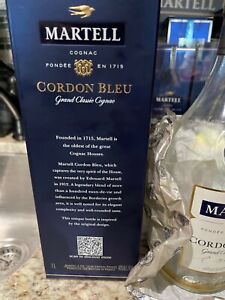 MARTELL
COGNAC
FONDÉE EN 1715
CORDON BLEU
Grand Classic Cognac
Founded in 1715, Martell is
the oldest of the great
Cognac Houses.
Martell Cordon Bleu, which
captures the very spirit of the House,
was created by Edouard Martell
in 1912. A legendary blend of more
than a hundred eaux-de-vie and
influenced by the Borderies growth
area, it is well noted for its elegant
complexity and well-rounded taste.
This unique bottle is inspired
by the original design.
1L
MARTELL
FONDÉE
CORDON
Grand